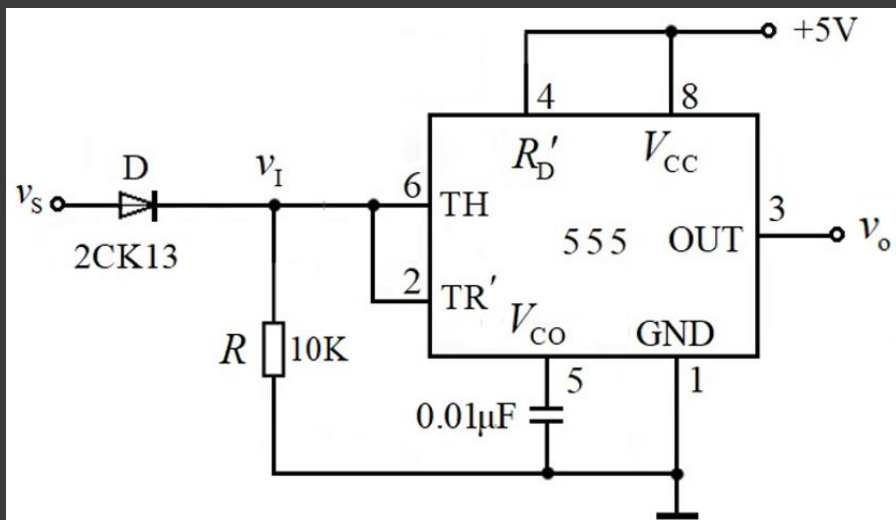 +5V
4 8
R_D′ V_CC
D v_I
v_S 6 TH 3
555 OUT v_o
2CK13
2 TR′
V_CO GND
R 10K
5 1
0.01μF